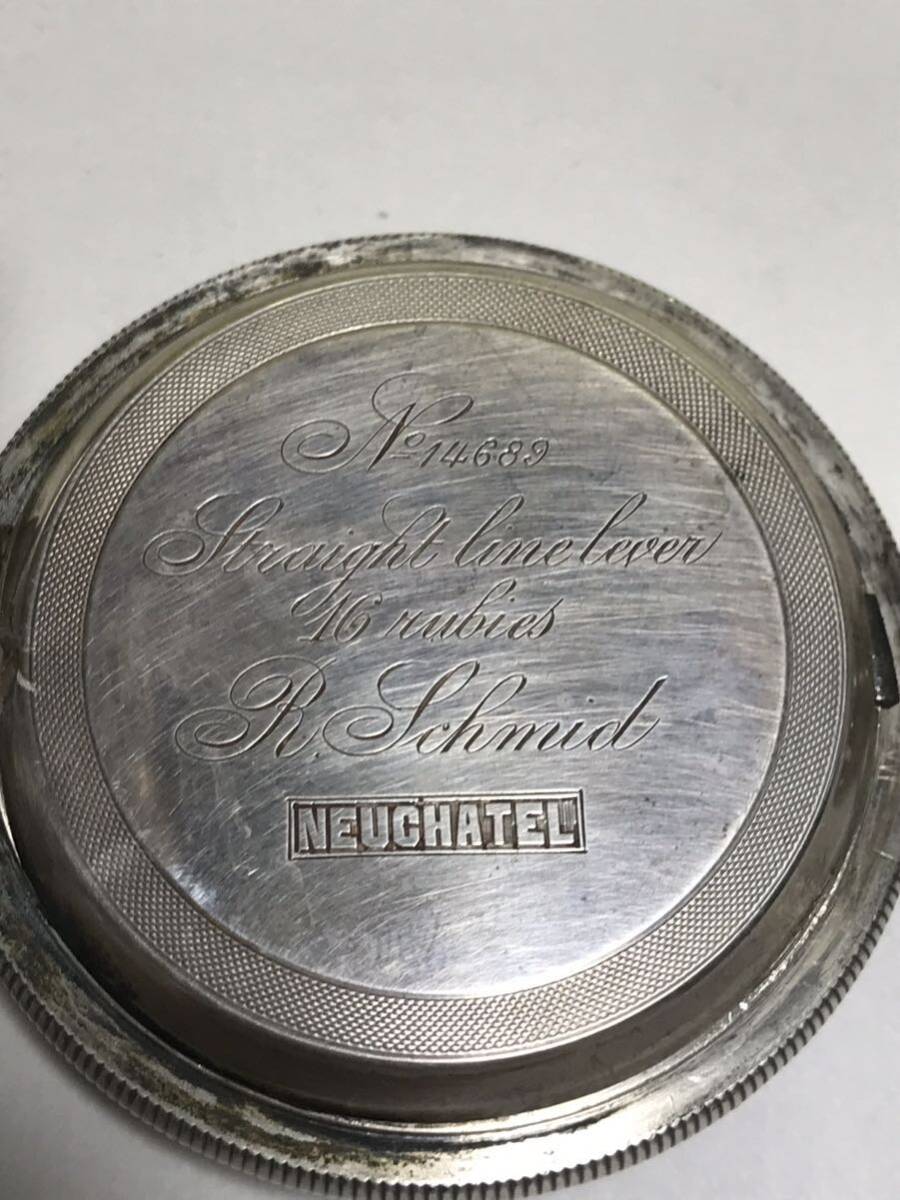 No 14689
Straight line lever
16 rubies
R. Schmid
NEUCHATEL